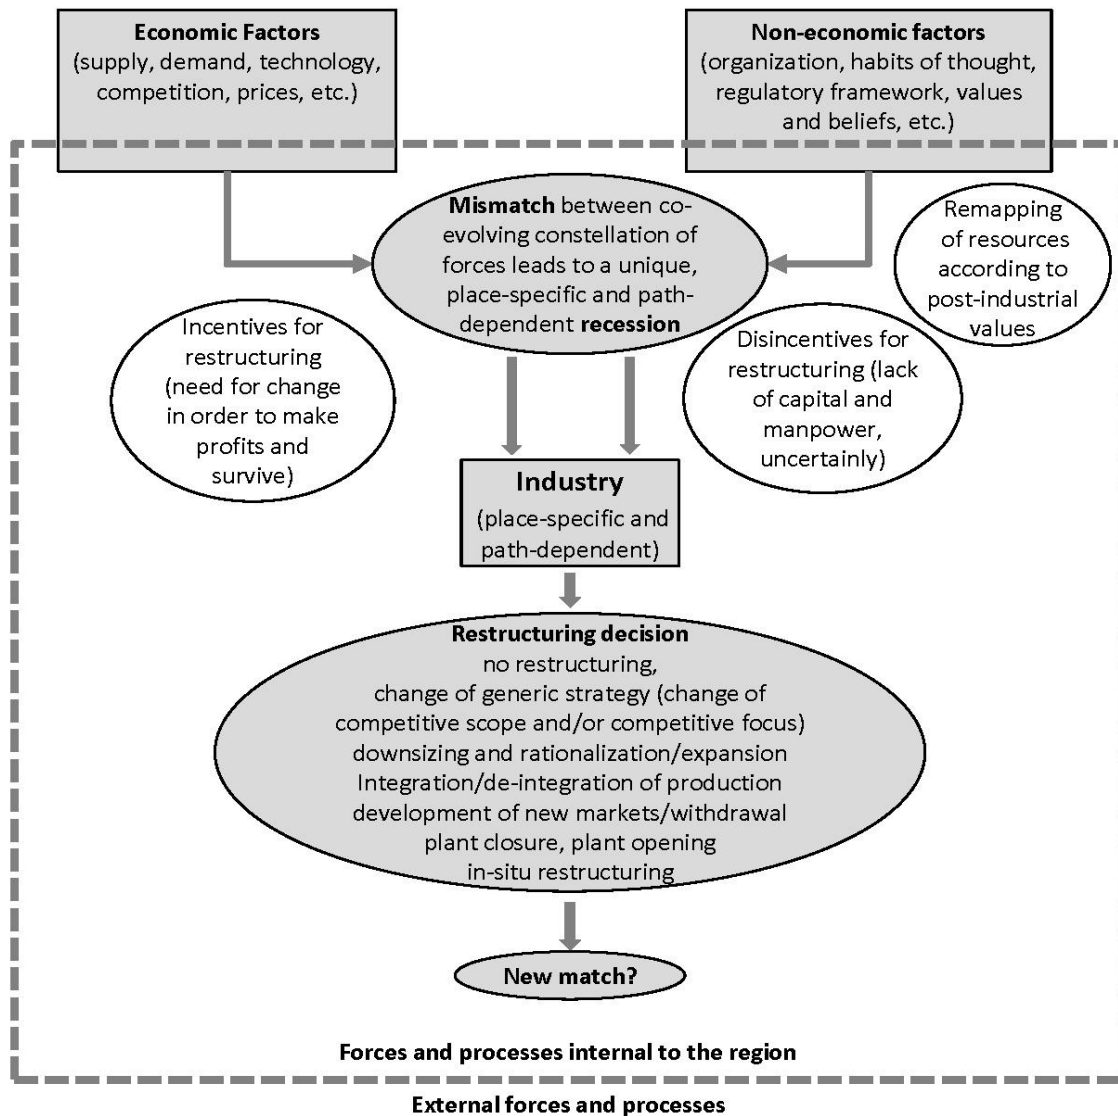 Economic Factors
(supply, demand, technology,
competition, prices, etc.)
Non-economic factors
(organization, habits of thought,
regulatory framework, values
and beliefs, etc.)
Mismatch between co-
evolving constellation of
forces leads to a unique,
place-specific and path-
dependent recession
Remapping
of resources
according to
post-industrial
values
Incentives for
restructuring
(need for change
in order to make
profits and
survive)
Disincentives for
restructuring (lack
of capital and
manpower,
uncertainly)
Industry
(place-specific and
path-dependent)
Restructuring decision
no restructuring,
change of generic strategy (change of
competitive scope and/or competitive focus)
downsizing and rationalization/expansion
Integration/de-integration of production
development of new markets/withdrawal
plant closure, plant opening
in-situ restructuring
New match?
Forces and processes internal to the region
External forces and processes